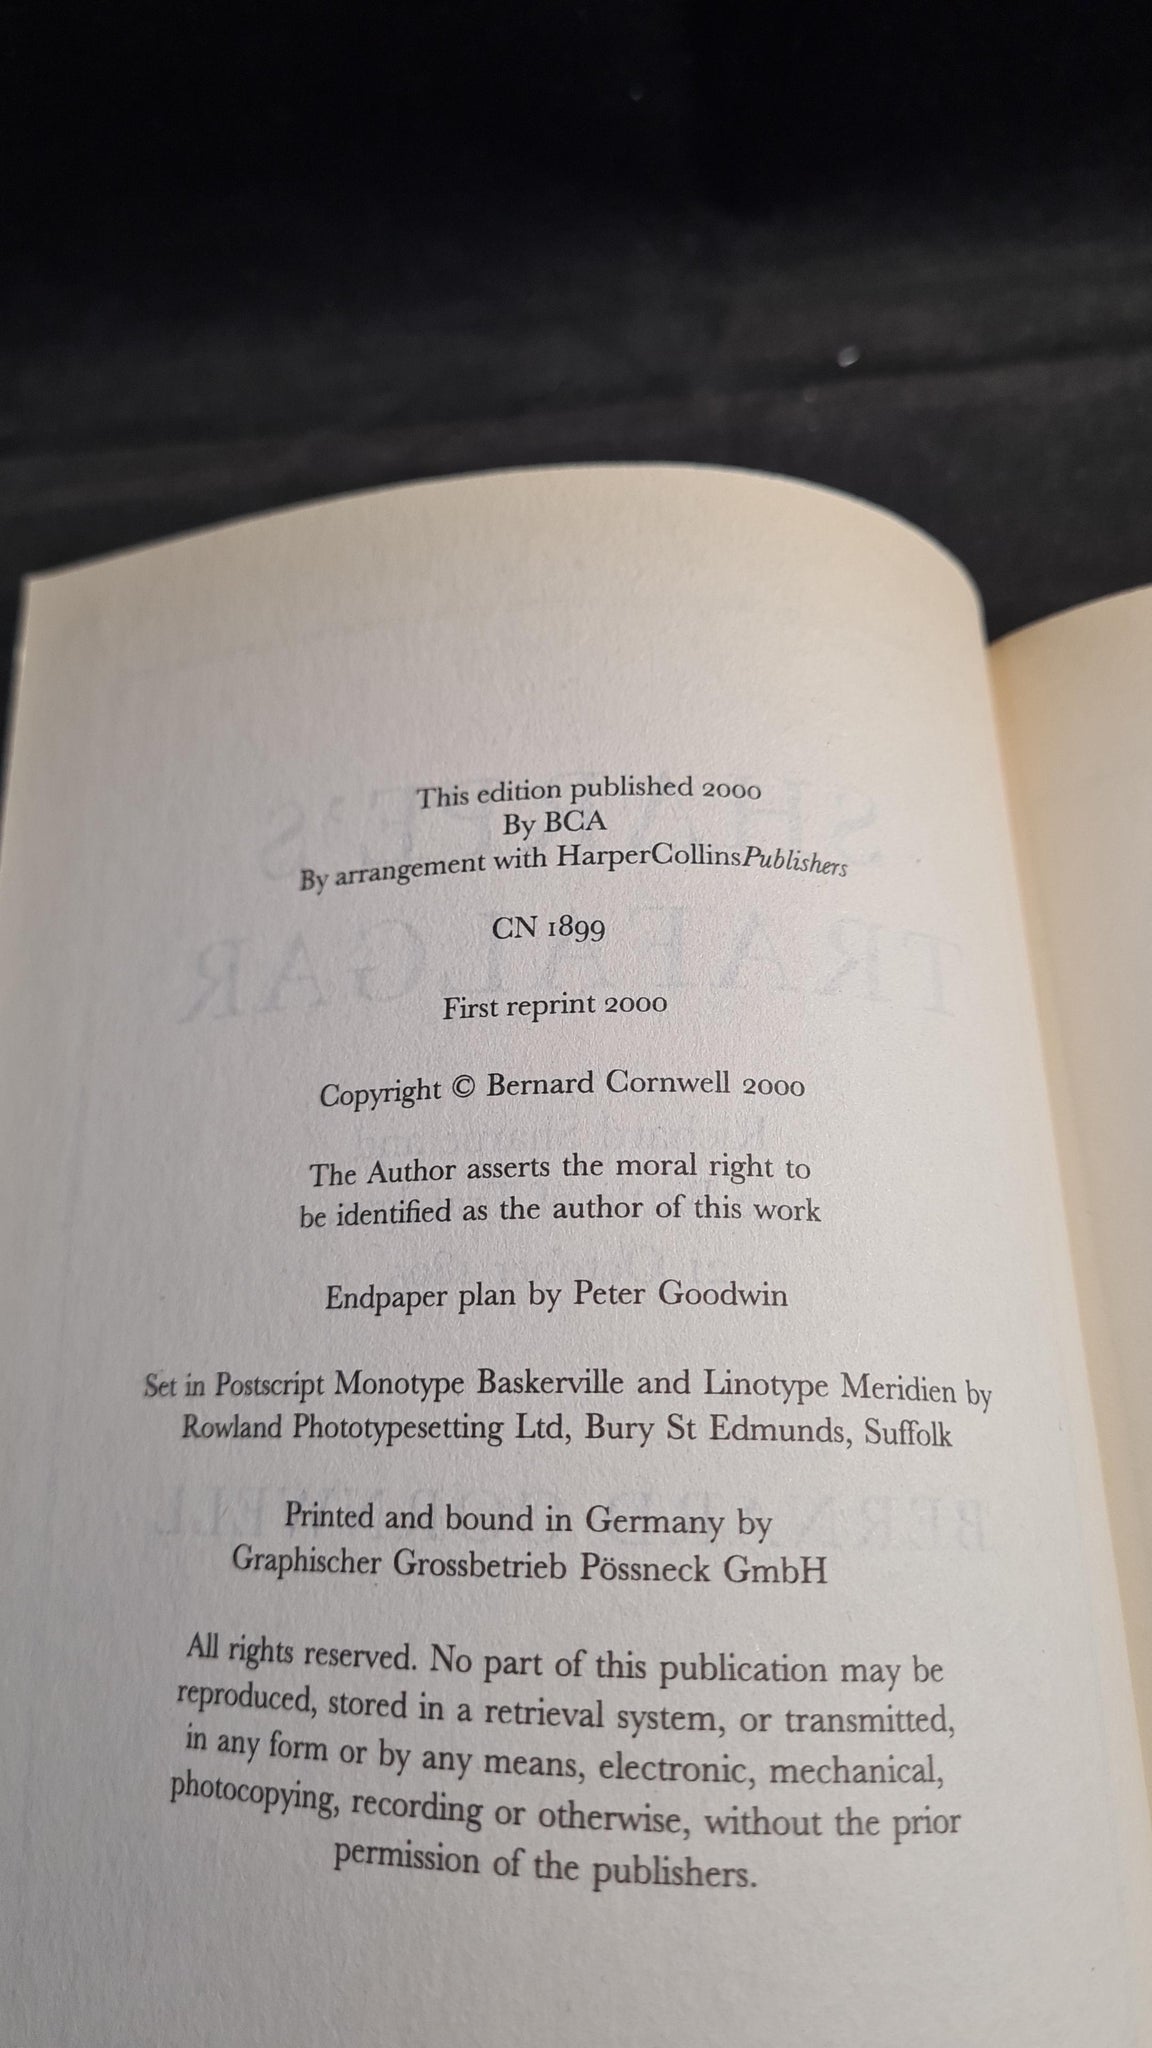 This edition published 2000
By BCA
By arrangement with HarperCollinsPublishers
CN 1899
First reprint 2000
Copyright © Bernard Cornwell 2000
The Author asserts the moral right to
be identified as the author of this work
Endpaper plan by Peter Goodwin
Set in Postscript Monotype Baskerville and Linotype Meridien by
Rowland Phototypesetting Ltd, Bury St Edmunds, Suffolk
Printed and bound in Germany by
Graphischer Grossbetrieb Pössneck GmbH
All rights reserved. No part of this publication may be
reproduced, stored in a retrieval system, or transmitted,
in any form or by any means, electronic, mechanical,
photocopying, recording or otherwise, without the prior
permission of the publishers.